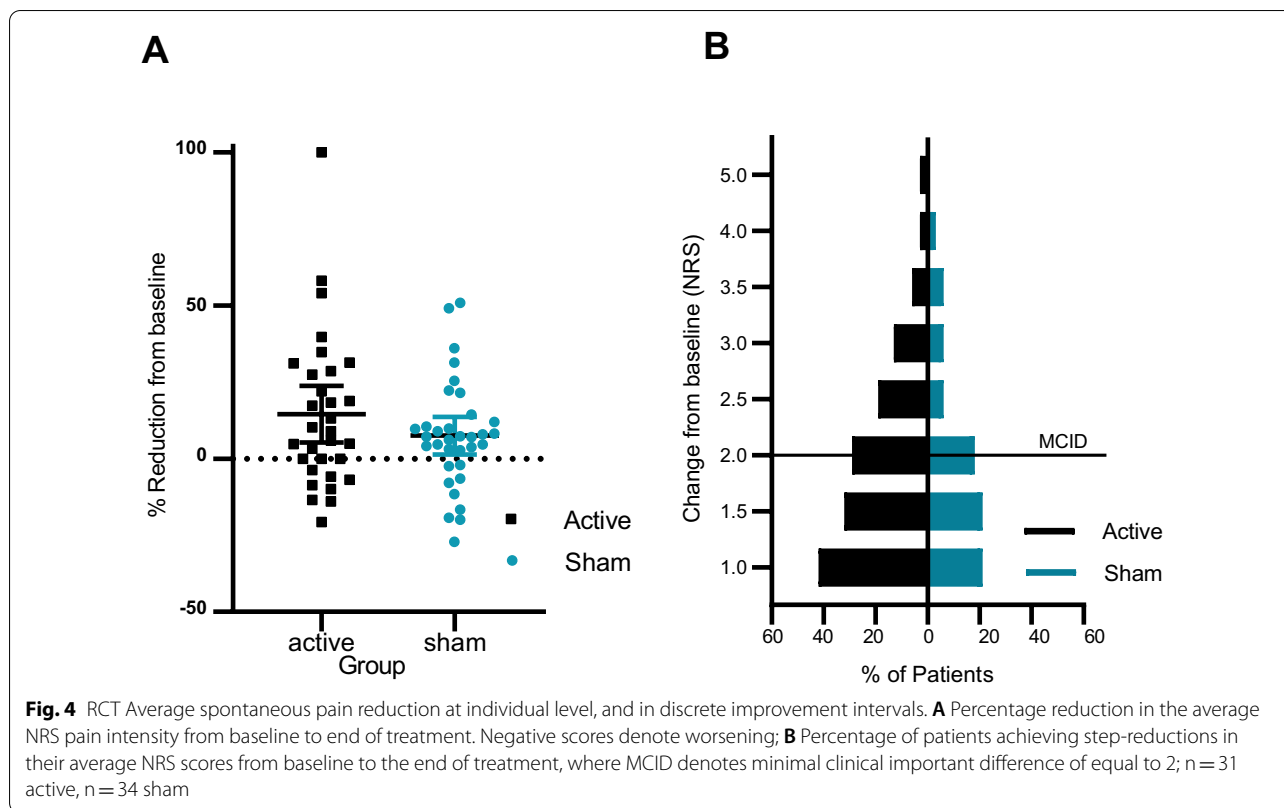 A
100
50
0
-50
% Reduction from baseline
active
sham
Group
Active
Sham
B
5.0
4.0
3.5
3.0
2.5
2.0
1.5
1.0
Change from baseline (NRS)
MCID
Active
Sham
60 40 20 0 20 40 60
% of Patients
Fig. 4 RCT Average spontaneous pain reduction at individual level, and in discrete improvement intervals. A Percentage reduction in the average
NRS pain intensity from baseline to end of treatment. Negative scores denote worsening; B Percentage of patients achieving step-reductions in
their average NRS scores from baseline to the end of treatment, where MCID denotes minimal clinical important difference of equal to 2; n = 31
active, n = 34 sham